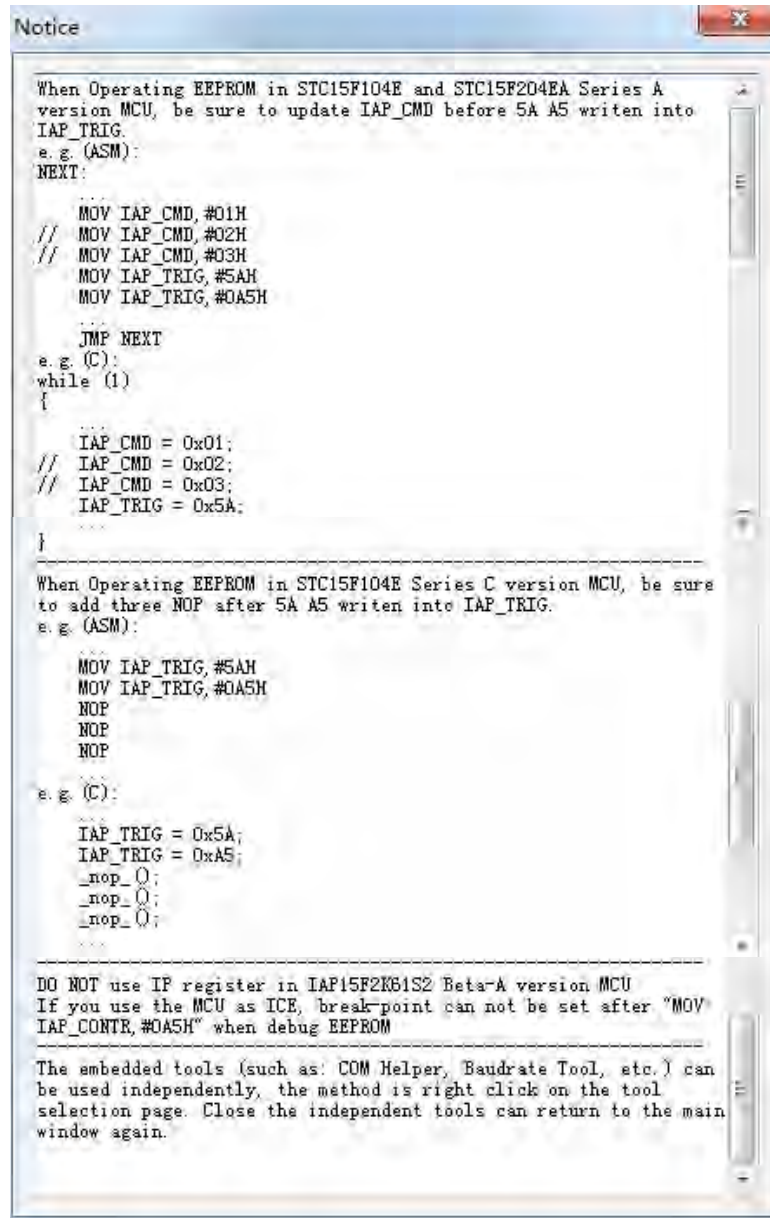 Notice
When Operating EEPROM in STC15F104E and STC15F204EA Series A
version MCU, be sure to update IAP_CMD before 5A A5 writen into
IAP_TRIG.
e.g. (ASM):
NEXT:
...
MOV IAP_CMD,#01H
// MOV IAP_CMD,#02H
// MOV IAP_CMD,#03H
MOV IAP_TRIG,#5AH
MOV IAP_TRIG,#0A5H
...
JMP NEXT
e.g. (C):
while (1)
{
...
IAP_CMD = 0x01;
// IAP_CMD = 0x02;
// IAP_CMD = 0x03;
IAP_TRIG = 0x5A;
...
}
When Operating EEPROM in STC15F104E Series C version MCU, be sure
to add three NOP after 5A A5 writen into IAP_TRIG.
e.g. (ASM):
...
MOV IAP_TRIG,#5AH
MOV IAP_TRIG,#0A5H
NOP
NOP
NOP
...
e.g. (C):
...
IAP_TRIG = 0x5A;
IAP_TRIG = 0xA5;
_nop_();
_nop_();
_nop_();
...
DO NOT use IP register in IAP15F2K61S2 Beta-A version MCU
If you use the MCU as ICE, break-point can not be set after "MOV
IAP_CONTR,#0A5H" when debug EEPROM
The embedded tools (such as: COM Helper, Baudrate Tool, etc.) can
be used independently, the method is right click on the tool
selection page. Close the independent tools can return to the main
window again.